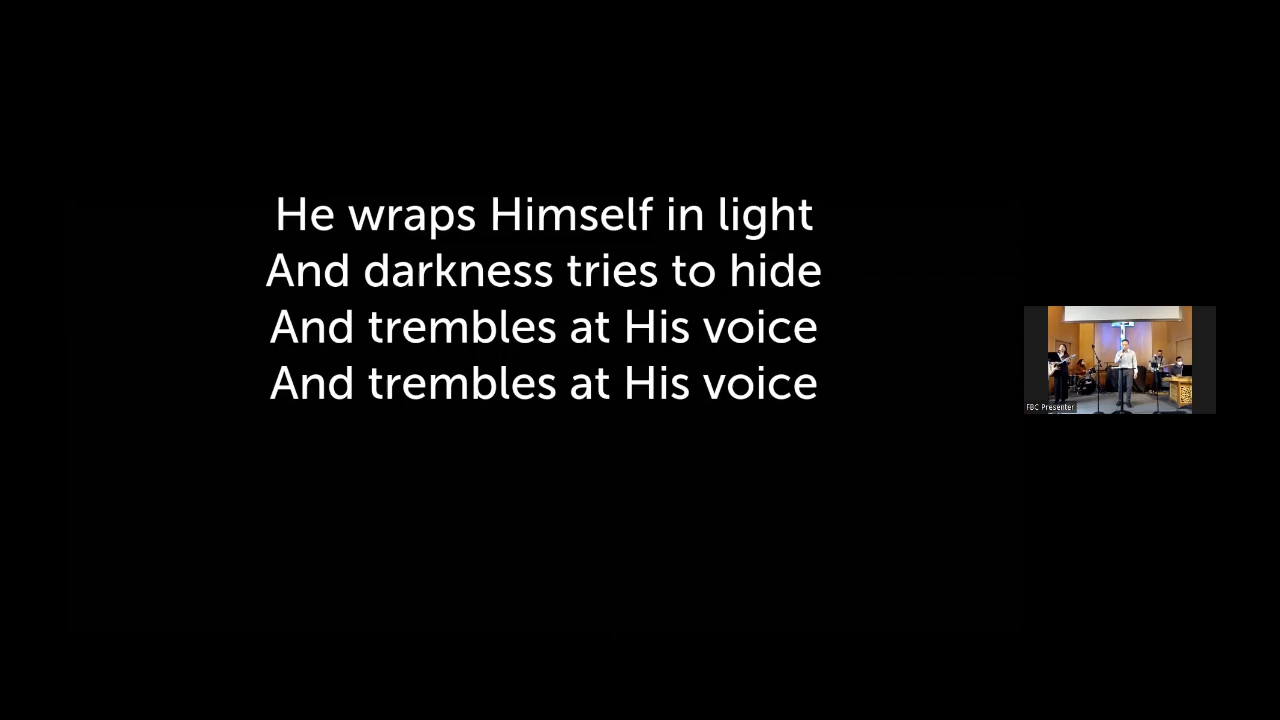 He wraps Himself in light
And darkness tries to hide
And trembles at His voice
And trembles at His voice
FBC Presenter